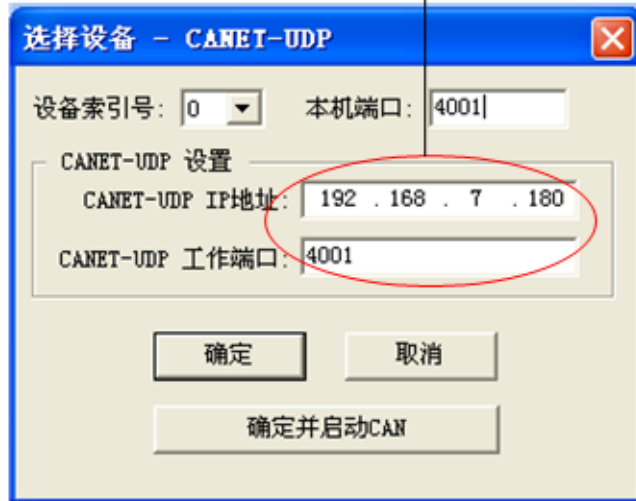 选择设备 - CANET-UDP
设备索引号: 0 本机端口: 4001
CANET-UDP 设置
CANET-UDP IP地址: 192 . 168 . 7 . 180
CANET-UDP 工作端口: 4001
确定 取消
确定并启动CAN